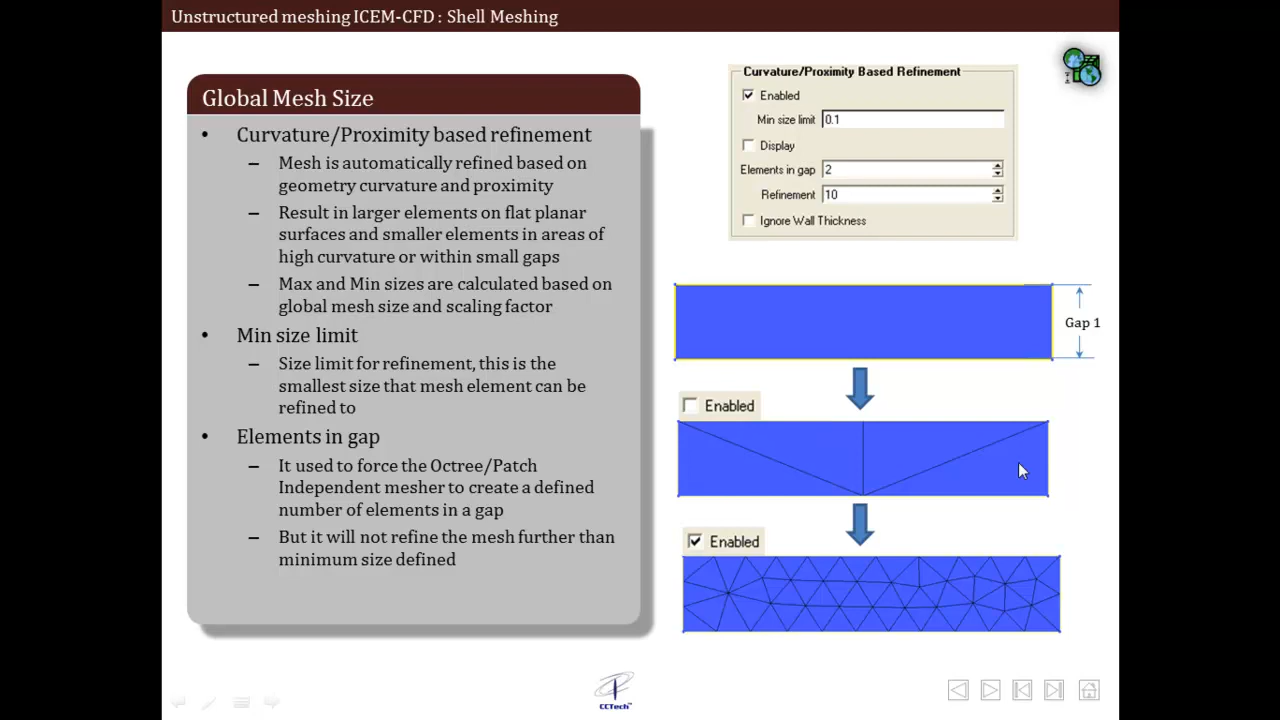 Unstructured meshing ICEM-CFD : Shell Meshing
Global Mesh Size
• Curvature/Proximity based refinement
– Mesh is automatically refined based on
geometry curvature and proximity
– Result in larger elements on flat planar
surfaces and smaller elements in areas of
high curvature or within small gaps
– Max and Min sizes are calculated based on
global mesh size and scaling factor
• Min size limit
– Size limit for refinement, this is the
smallest size that mesh element can be
refined to
• Elements in gap
– It used to force the Octree/Patch
Independent mesher to create a defined
number of elements in a gap
– But it will not refine the mesh further than
minimum size defined
Curvature/Proximity Based Refinement
Enabled
Min size limit 0.1
Display
Elements in gap 2
Refinement 10
Ignore Wall Thickness
Gap 1
Enabled
Enabled
CCTech™